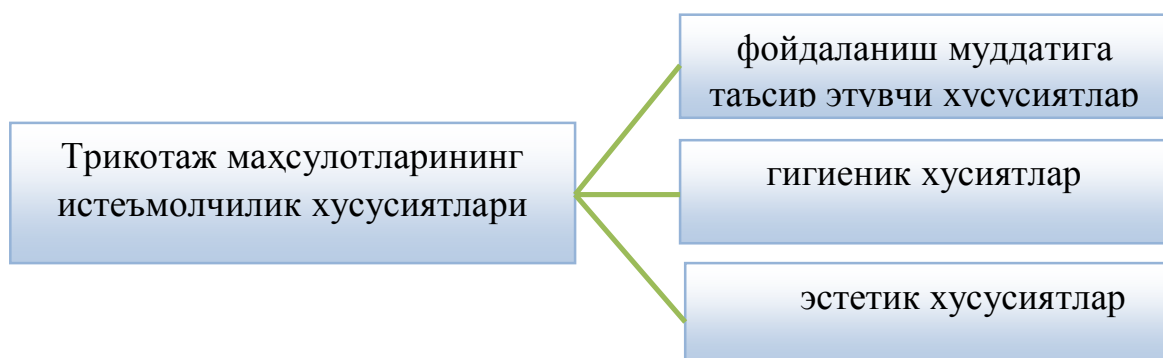 Трикотаж маҳсулотларининг
истеъмолчилик хусусиятлари
фойдаланиш муддатига
таъсир этувчи хусусиятлар
гигиеник хусиятлар
эстетик хусусиятлар